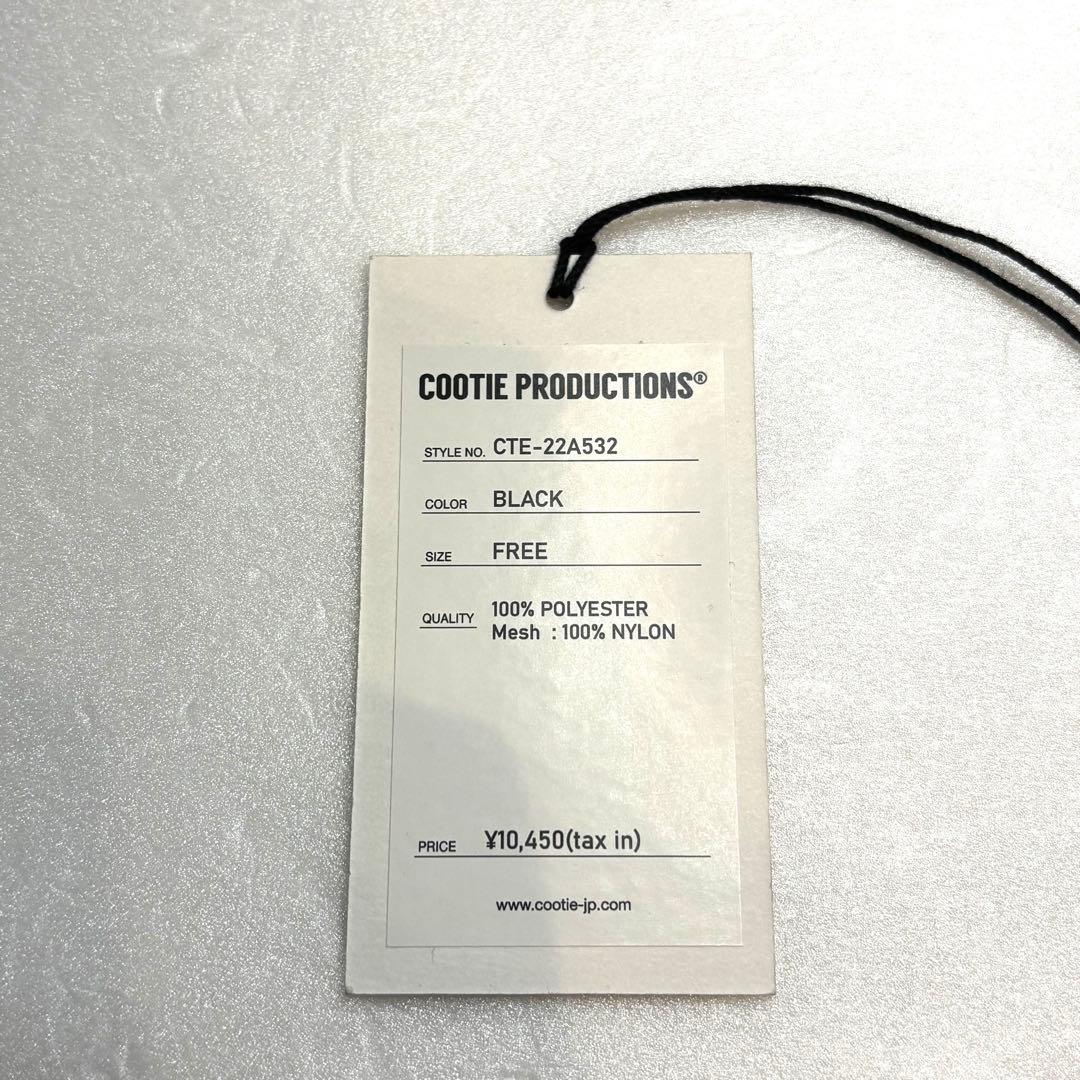 COOTIE PRODUCTIONS®
STYLE NO. CTE-22A532
COLOR BLACK
SIZE FREE
QUALITY 100% POLYESTER
Mesh : 100% NYLON
PRICE ¥10,450(tax in)
www.cootie-jp.com